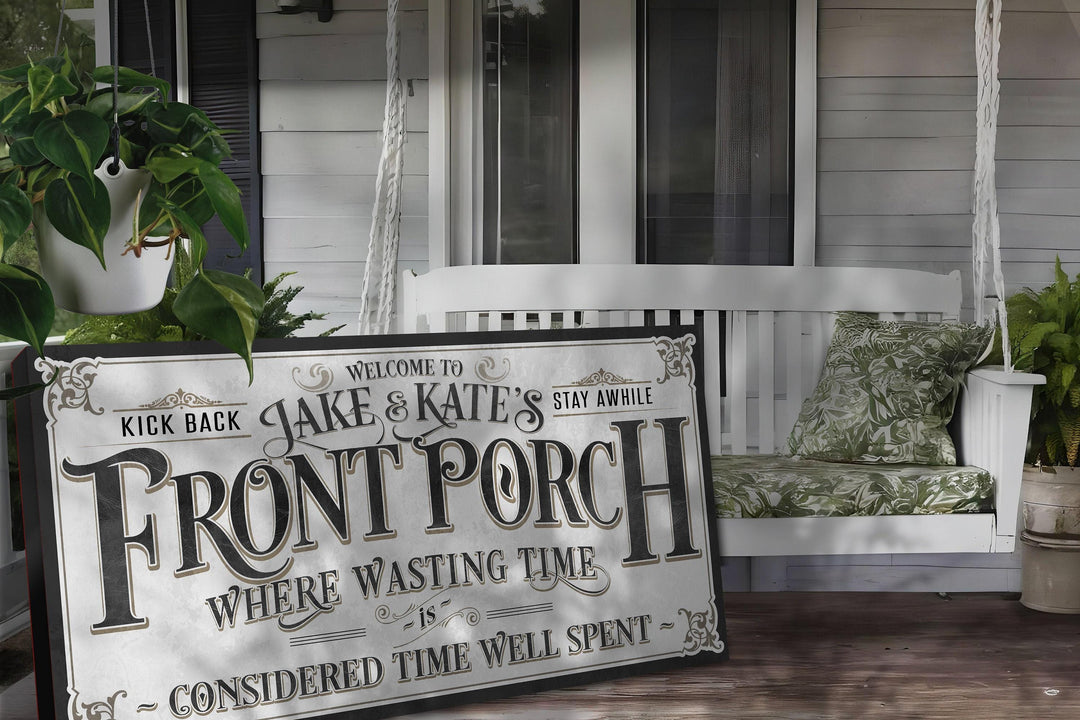 WELCOME TO
KICK BACK
JAKE & KATE'S
STAY AWHILE
FRONT PORCH
WHERE WASTING TIME
~ is ~
~ CONSIDERED TIME WELL SPENT ~